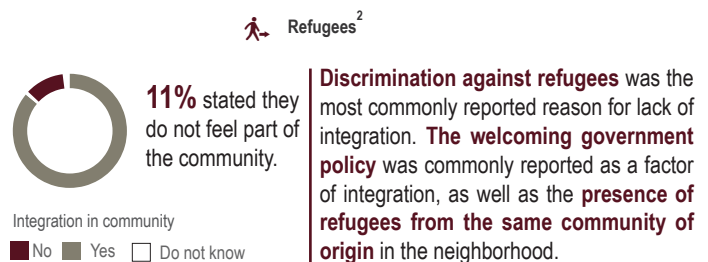 Refugees2
11% stated they
do not feel part of
the community.
Integration in community
No Yes Do not know
Discrimination against refugees was the
most commonly reported reason for lack of
integration. The welcoming government
policy was commonly reported as a factor
of integration, as well as the presence of
refugees from the same community of
origin in the neighborhood.